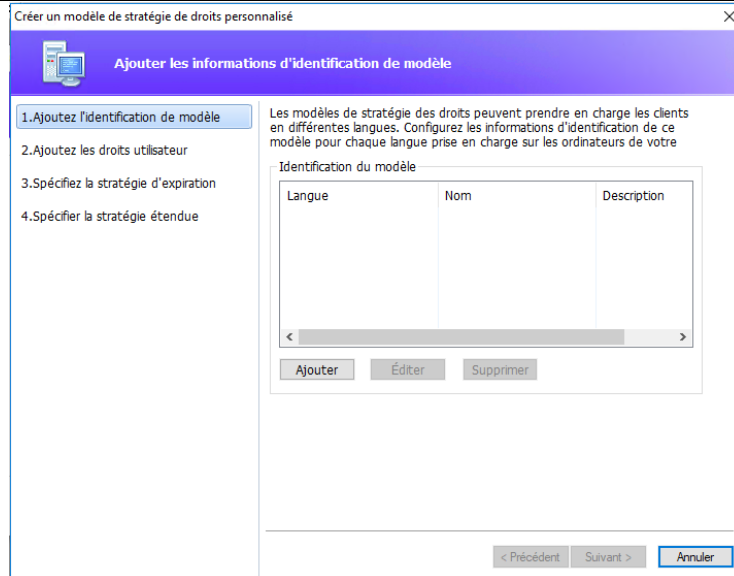 Créer un modèle de stratégie de droits personnalisé
Ajouter les informations d'identification de modèle
1.Ajoutez l'identification de modèle
2.Ajoutez les droits utilisateur
3.Spécifiez la stratégie d'expiration
4.Spécifier la stratégie étendue
Les modèles de stratégie des droits peuvent prendre en charge les clients
en différentes langues. Configurez les informations d'identification de ce
modèle pour chaque langue prise en charge sur les ordinateurs de votre
Identification du modèle
Langue Nom Description
Ajouter Éditer Supprimer
< Précédent Suivant > Annuler